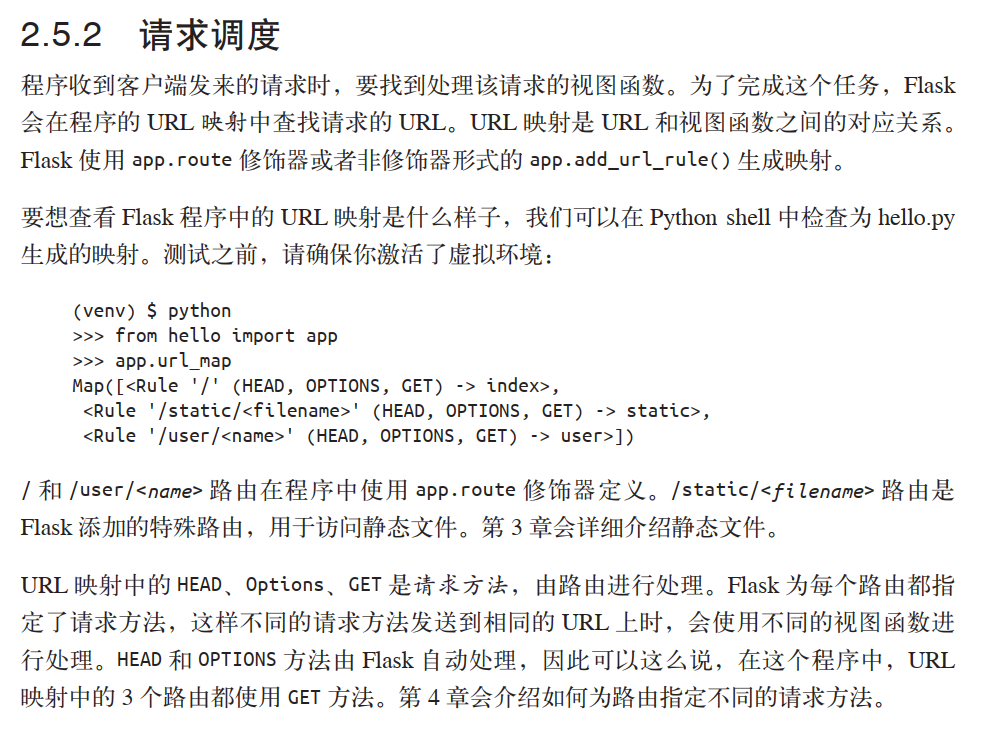 2.5.2 请求调度
程序收到客户端发来的请求时，要找到处理该请求的视图函数。为了完成这个任务，Flask
会在程序的 URL 映射中查找请求的 URL。URL 映射是 URL 和视图函数之间的对应关系。
Flask 使用 app.route 修饰器或者非修饰器形式的 app.add_url_rule() 生成映射。
要想查看 Flask 程序中的 URL 映射是什么样子，我们可以在 Python shell 中检查为 hello.py
生成的映射。测试之前，请确保你激活了虚拟环境：
(venv) $ python
>>> from hello import app
>>> app.url_map
Map([<Rule '/' (HEAD, OPTIONS, GET) -> index>,
 <Rule '/static/<filename>' (HEAD, OPTIONS, GET) -> static>,
 <Rule '/user/<name>' (HEAD, OPTIONS, GET) -> user>])
/ 和 /user/<name> 路由在程序中使用 app.route 修饰器定义。/static/<filename> 路由是
Flask 添加的特殊路由，用于访问静态文件。第 3 章会详细介绍静态文件。
URL 映射中的 HEAD、Options、GET 是请求方法，由路由进行处理。Flask 为每个路由都指
定了请求方法，这样不同的请求方法发送到相同的 URL 上时，会使用不同的视图函数进
行处理。HEAD 和 OPTIONS 方法由 Flask 自动处理，因此可以这么说，在这个程序中，URL
映射中的 3 个路由都使用 GET 方法。第 4 章会介绍如何为路由指定不同的请求方法。